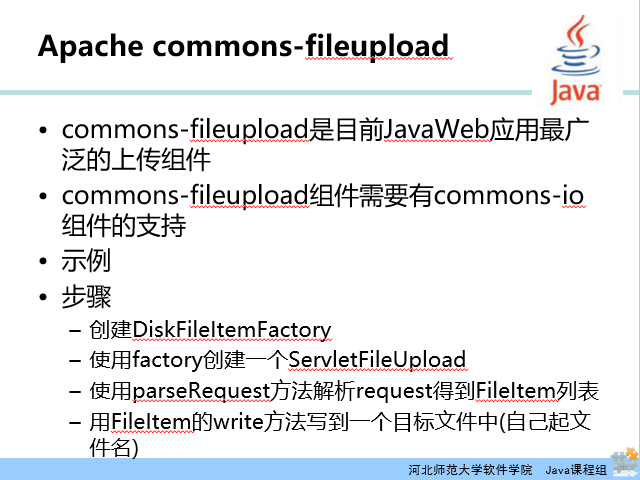 Apache commons-fileupload
Java
• commons-fileupload是目前JavaWeb应用最广
泛的上传组件
• commons-fileupload组件需要有commons-io
组件的支持
• 示例
• 步骤
– 创建DiskFileItemFactory
– 使用factory创建一个ServletFileUpload
– 使用parseRequest方法解析request得到FileItem列表
– 用FileItem的write方法写到一个目标文件中(自己起文
件名)
河北师范大学软件学院 Java课程组